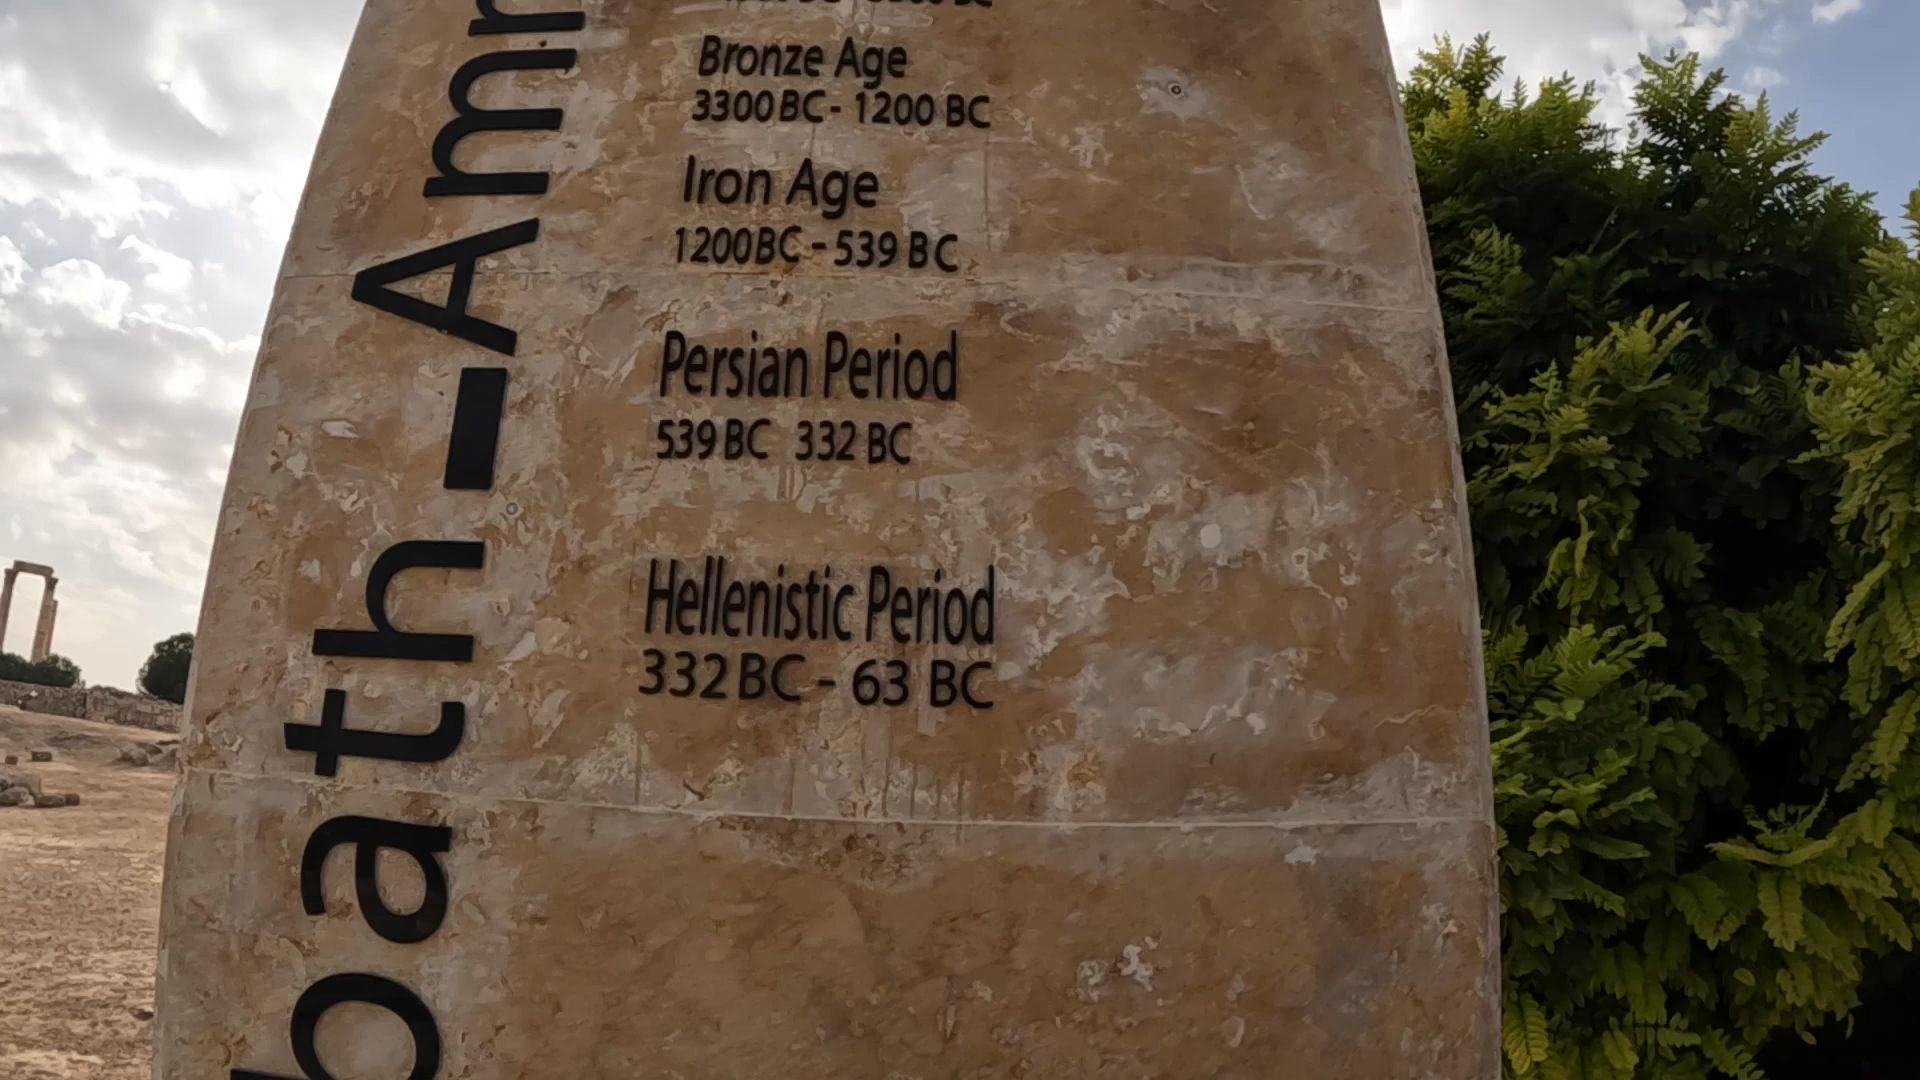 Bronze Age
3300 BC - 1200 BC
Iron Age
1200 BC - 539 BC
Persian Period
539 BC 332 BC
Hellenistic Period
332 BC - 63 BC
bath-Am